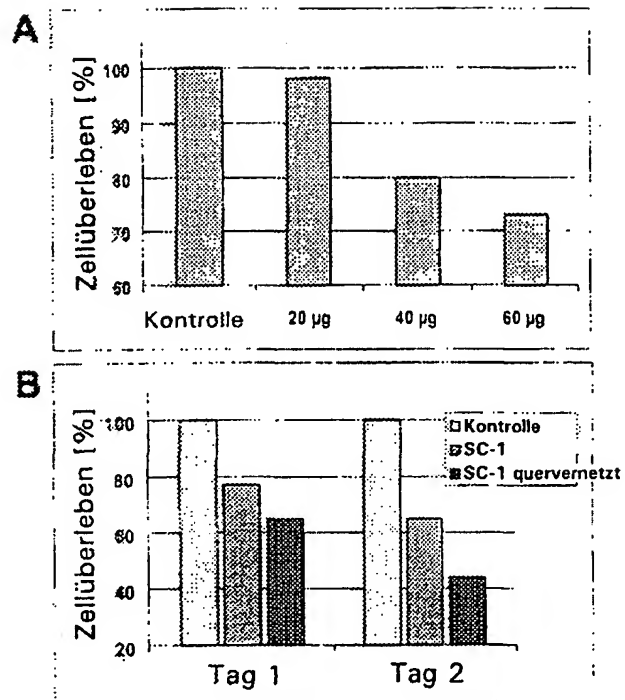 A
Zellüberleben [%]
100
90
80
70
60
Kontrolle 20 µg 40 µg 60 µg
B
Zellüberleben [%]
100
80
60
40
20
Kontrolle
SC-1
SC-1 quervernetzt
Tag 1 Tag 2